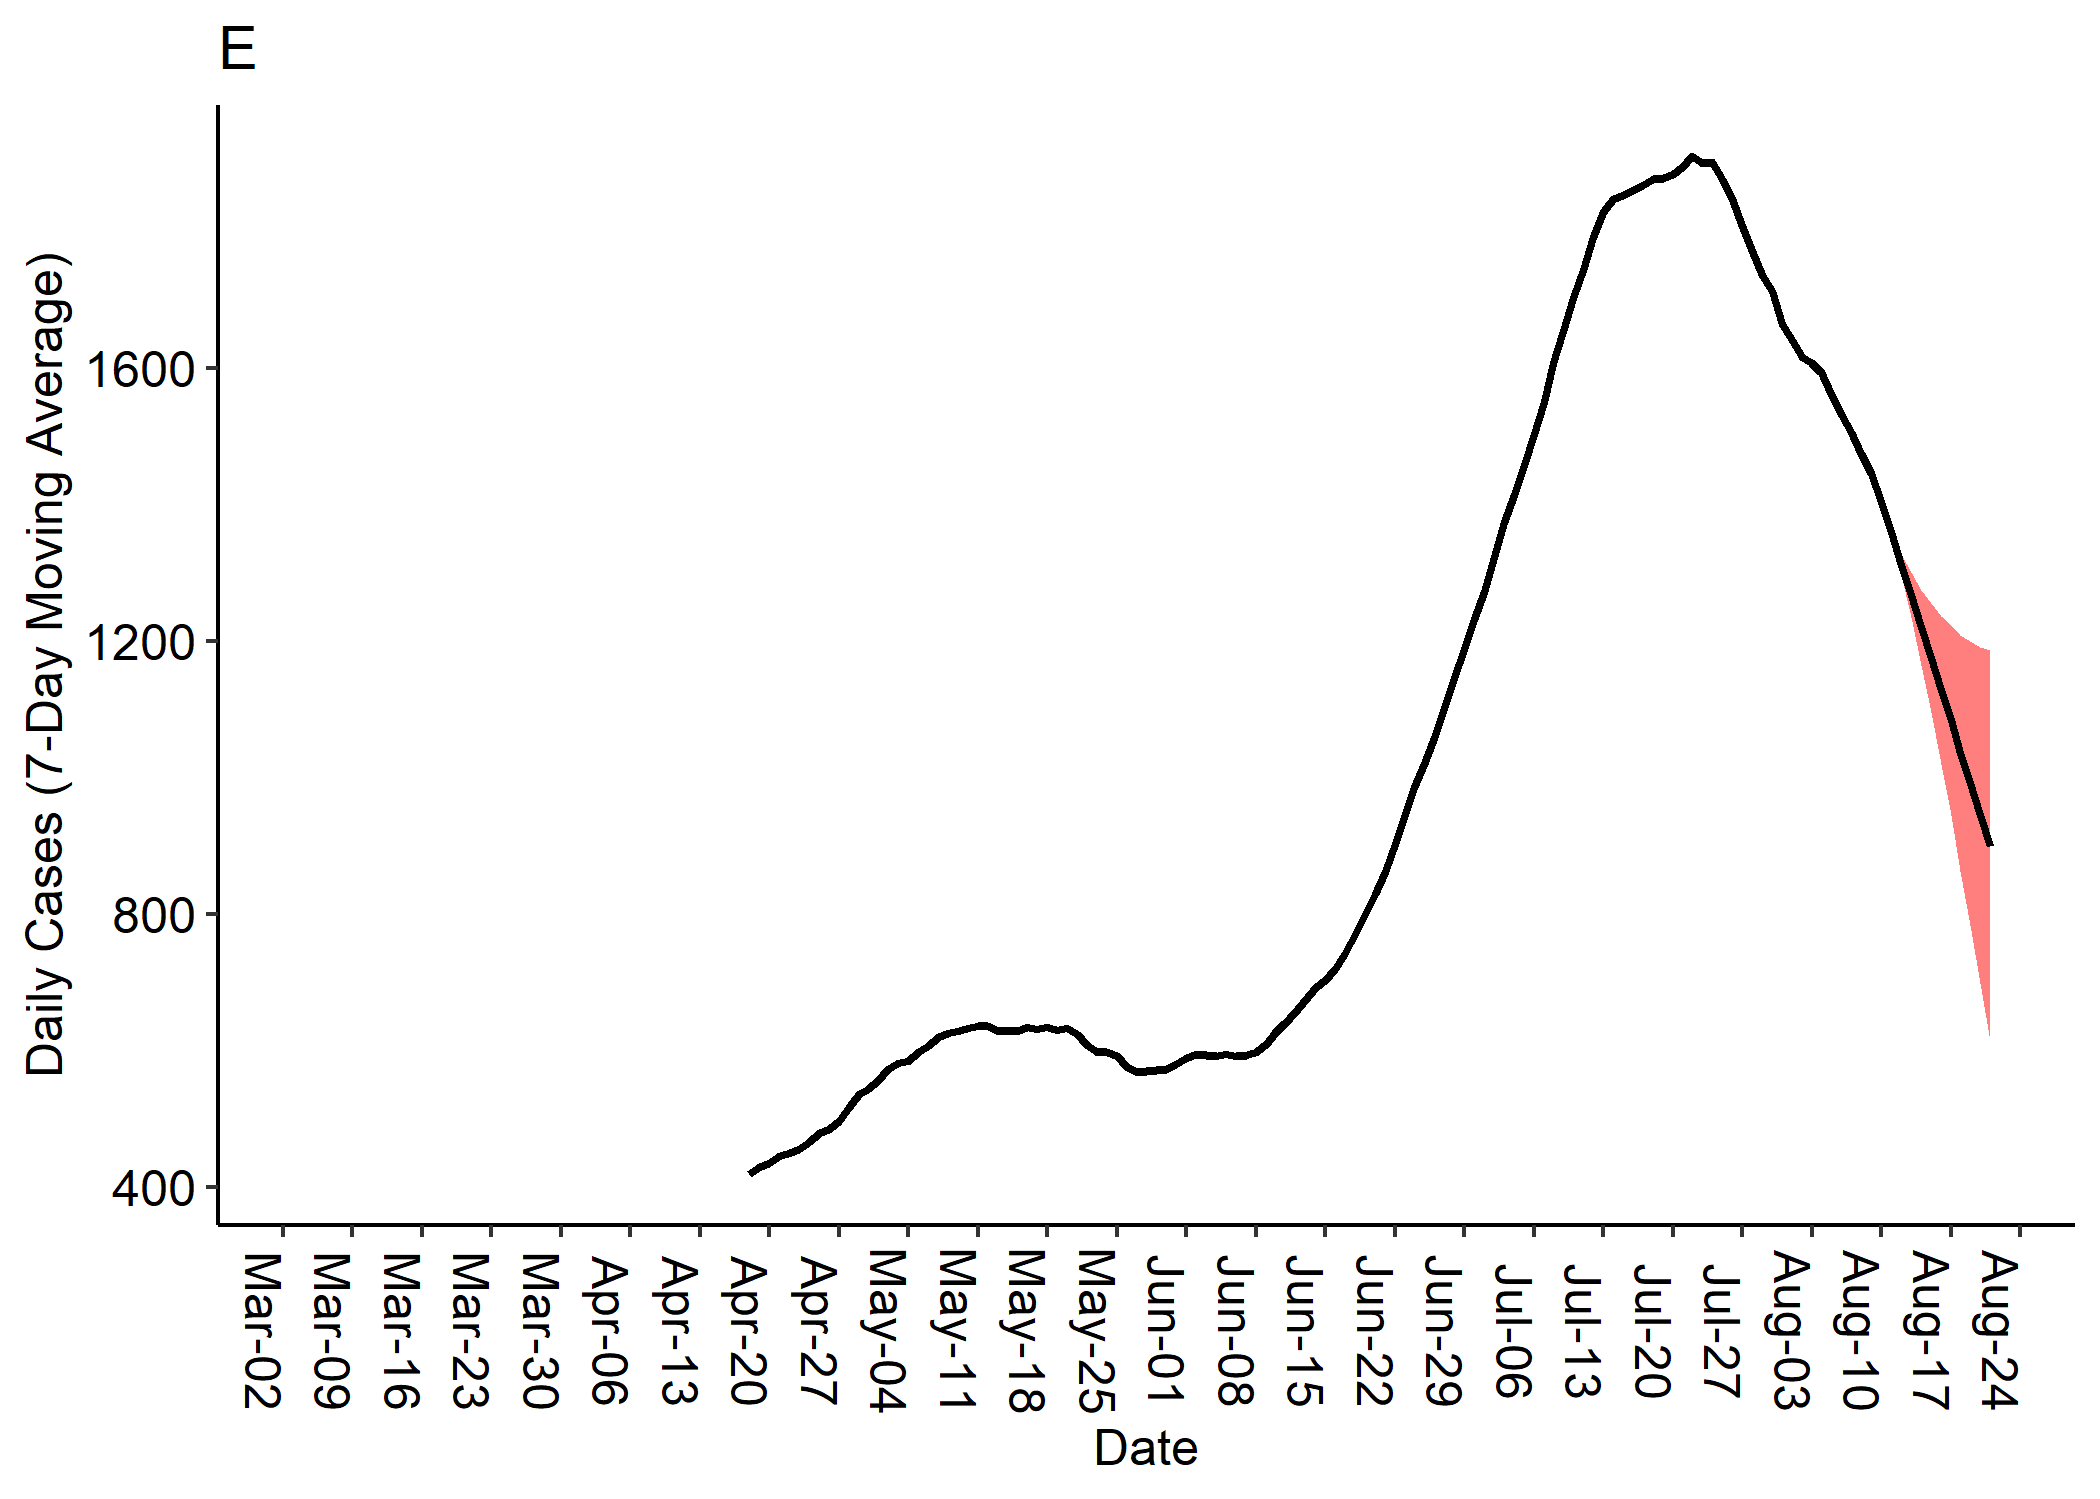 E
Daily Cases (7-Day Moving Average)
1600
1200
800
400
Mar-02
Mar-09
Mar-16
Mar-23
Mar-30
Apr-06
Apr-13
Apr-20
Apr-27
May-04
May-11
May-18
May-25
Jun-01
Jun-08
Jun-15
Jun-22
Jun-29
Jul-06
Jul-13
Jul-20
Jul-27
Aug-03
Aug-10
Aug-17
Aug-24
Date